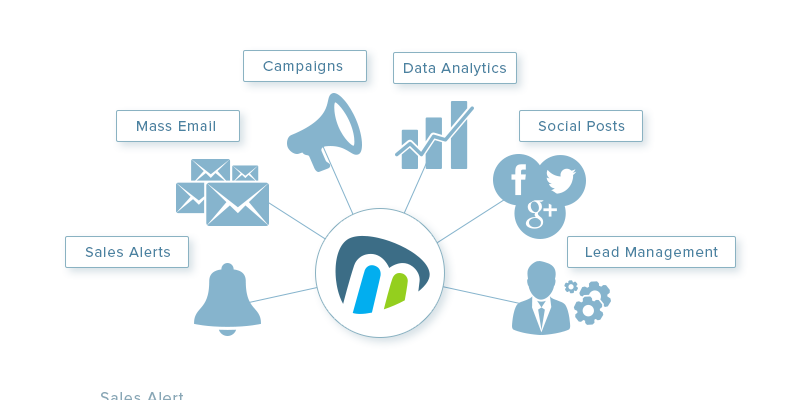 Campaigns
Data Analytics
Mass Email
Social Posts
f
g+
Sales Alerts
Lead Management
m
Sales Alert